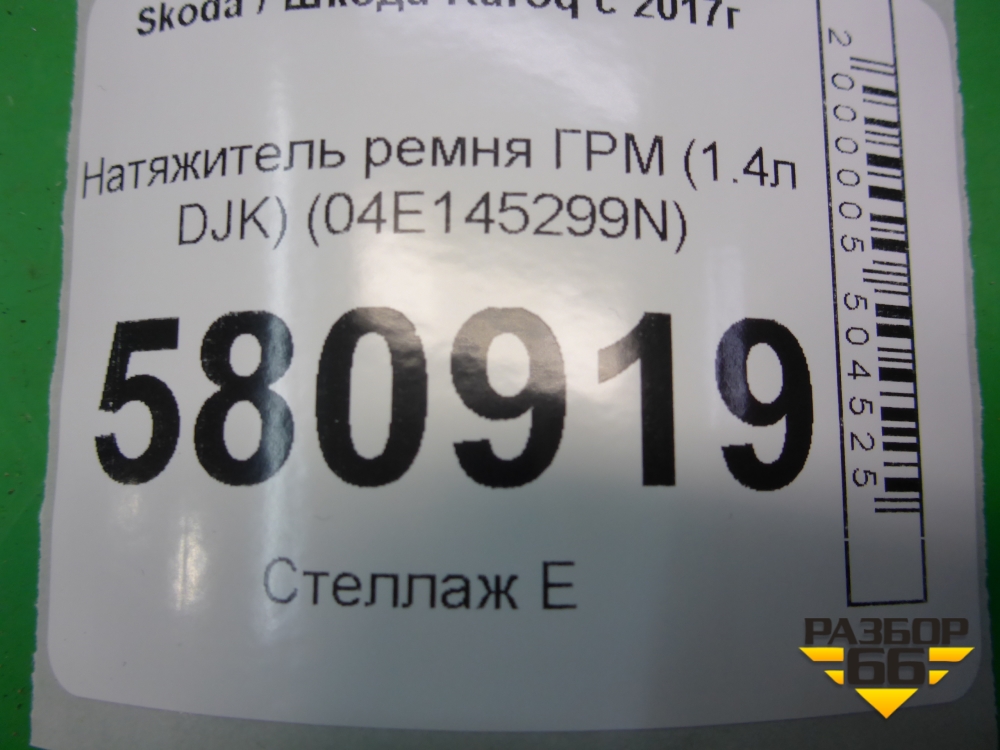 Skoda / Шкода Karoq с 2017г
Натяжитель ремня ГРМ (1.4л
DJK) (04E145299N)
580919
Стеллаж Е
2000005504525
РАЗБОР
66